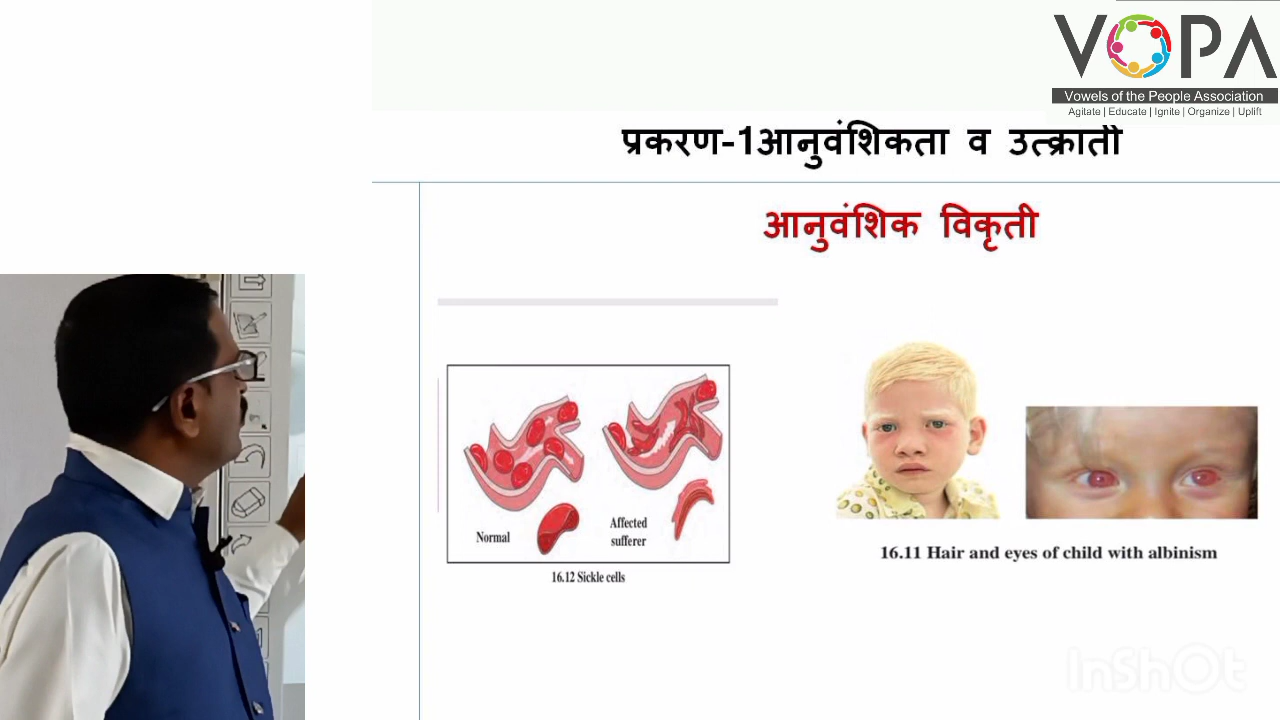 VOPA
Vowels of the People Association
Agitate | Educate | Ignite | Organize | Uplift
प्रकरण-1आनुवंशिकता व उत्क्राती
आनुवंशिक विकृती
Normal
Affected
sufferer
16.12 Sickle cells
16.11 Hair and eyes of child with albinism
InShOt